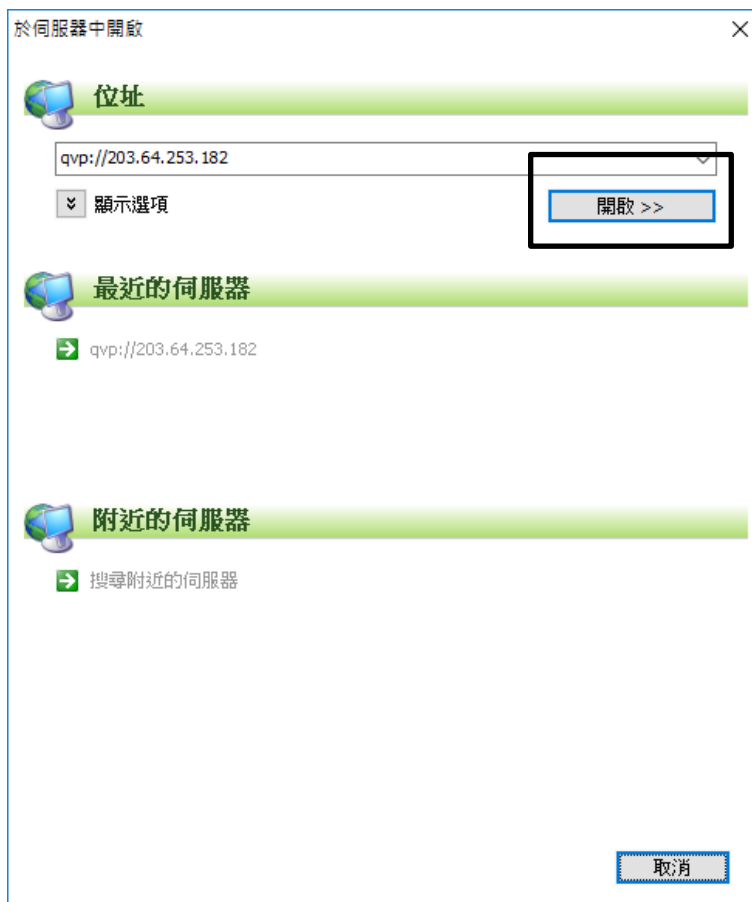 於伺服器中開啟
位址
qvp://203.64.253.182
顯示選項
開啟 >>
最近的伺服器
qvp://203.64.253.182
附近的伺服器
搜尋附近的伺服器
取消